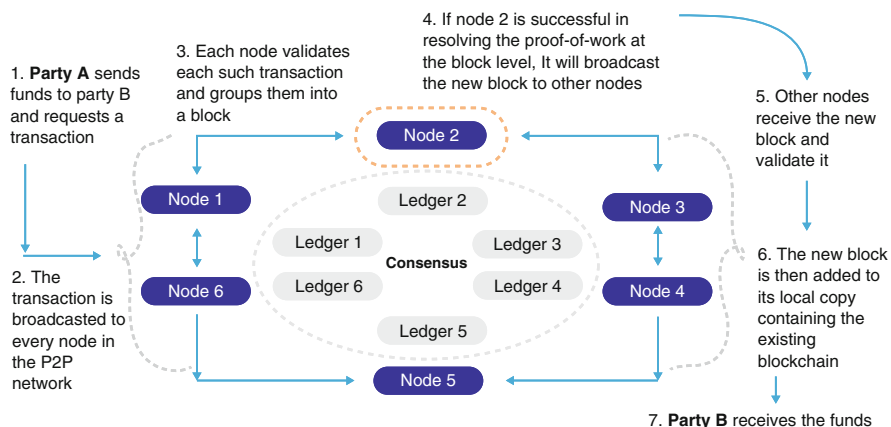 1. Party A sends
funds to party B
and requests a
transaction
2. The
transaction is
broadcasted to
every node in
the P2P
network
3. Each node validates
each such transaction
and groups them into
a block
4. If node 2 is successful in
resolving the proof-of-work at
the block level, It will broadcast
the new block to other nodes
5. Other nodes
receive the new
block and
validate it
6. The new block
is then added to
its local copy
containing the
existing
blockchain
7. Party B receives the funds
Node 2
Node 1
Node 3
Node 6
Node 4
Node 5
Ledger 2
Ledger 1
Ledger 3
Consensus
Ledger 6
Ledger 4
Ledger 5